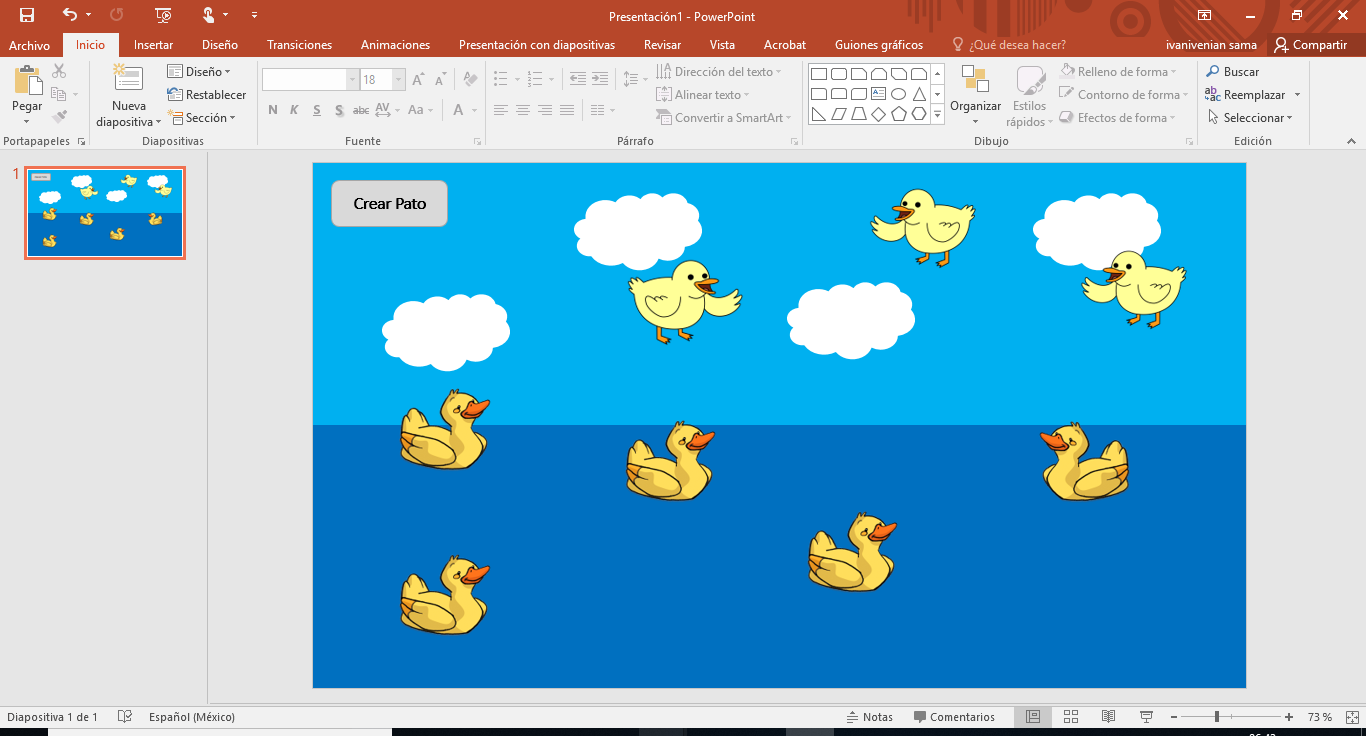 Presentación1 - PowerPoint
Archivo Inicio Insertar Diseño Transiciones Animaciones Presentación con diapositivas Revisar Vista Acrobat Guiones gráficos ¿Qué desea hacer? ivanivenian sama Compartir
Pegar
Portapapeles
Nueva diapositiva
Diseño
Restablecer
Sección
Diapositivas
18
N K S S abc AV Aa A
Fuente
Dirección del texto
Alinear texto
Convertir a SmartArt
Párrafo
Organizar
Estilos rápidos
Relleno de forma
Contorno de forma
Efectos de forma
Dibujo
Buscar
Reemplazar
Seleccionar
Edición
1
Crear Pato
Diapositiva 1 de 1 Español (México) Notas Comentarios 73 %